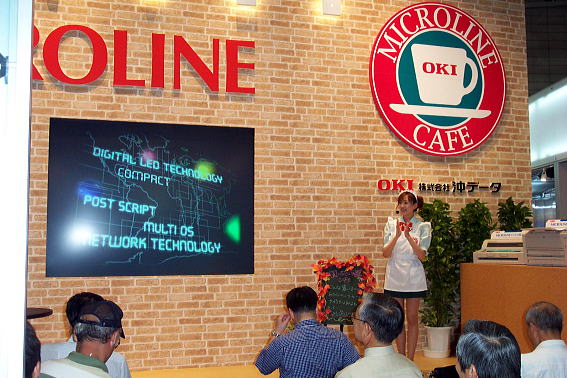 ROLINE
MICROLINE
OKI
CAFE
DIGITAL LED TECHNOLOGY
COMPACT
POST SCRIPT
MULTI OS
NETWORK TECHNOLOGY
OKI 株式会社 沖データ